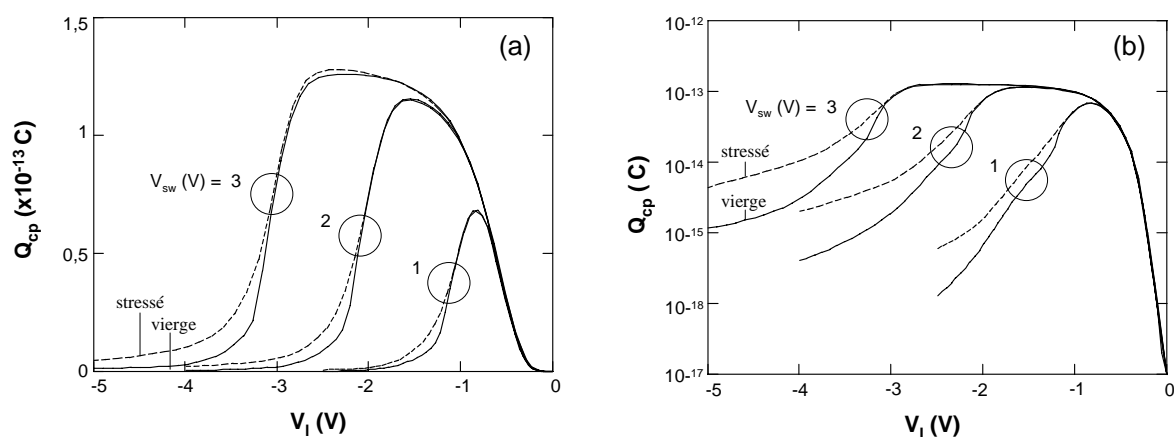 (a)
1,5
1
0,5
0
Q_cp (x10^-13 C)
V_sw (V) = 3
2
1
stressé
vierge
-5 -4 -3 -2 -1 0
V_I (V)
(b)
10^-12
10^-13
10^-14
10^-15
10^-18
10^-17
Q_cp ( C)
V_sw (V) = 3
2
1
stressé
vierge
-5 -4 -3 -2 -1 0
V_I (V)